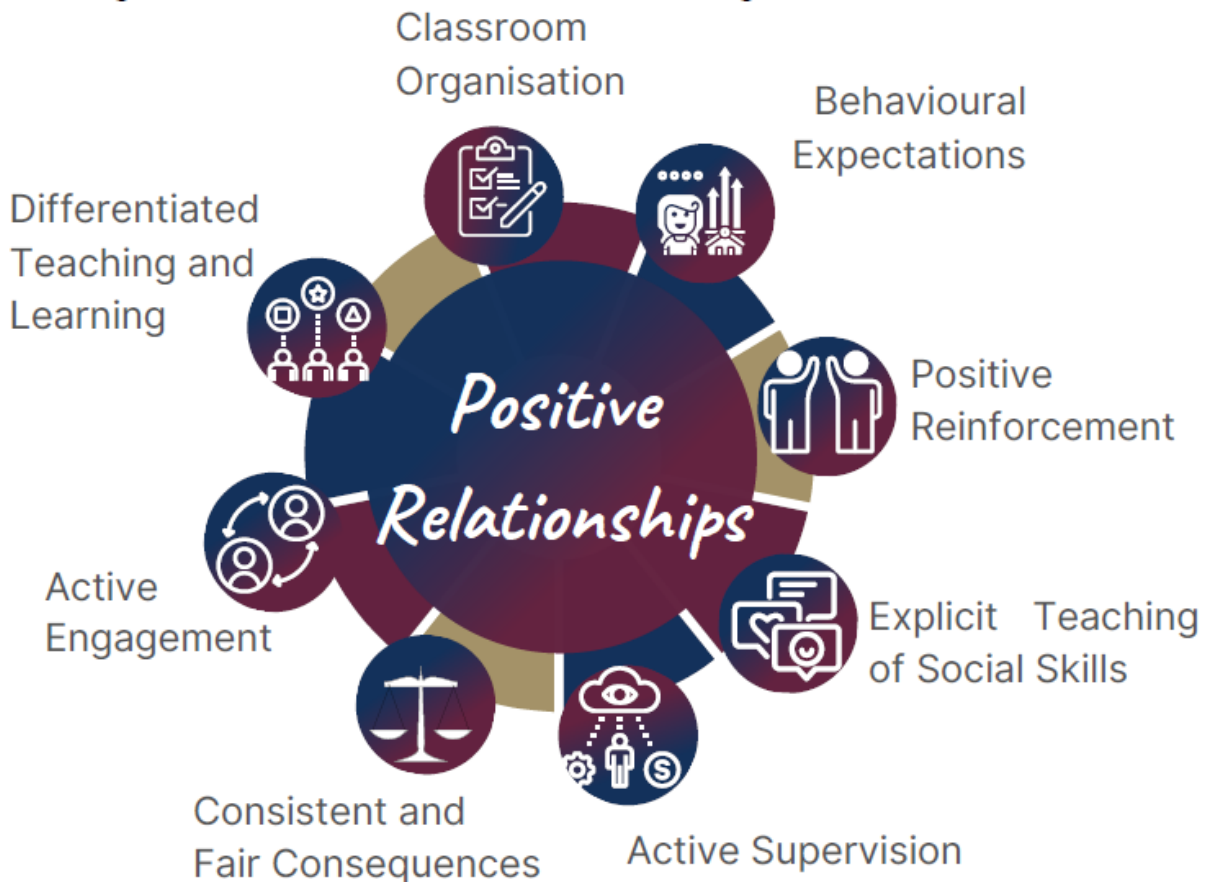 Classroom
Organisation
Behavioural
Expectations
Differentiated
Teaching and
Learning
Positive
Reinforcement
Positive
Relationships
Active
Engagement
Explicit Teaching
of Social Skills
Consistent and
Fair Consequences
Active Supervision
S